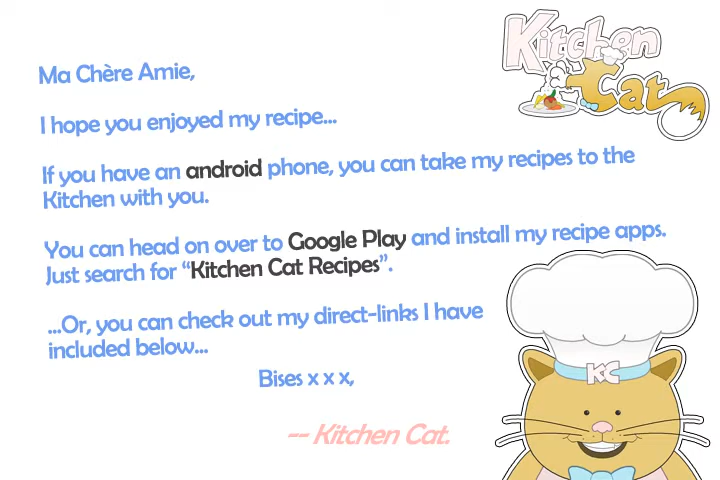 Kitchen
Cat
Ma Chère Amie,
I hope you enjoyed my recipe...
If you have an android phone, you can take my recipes to the
Kitchen with you.
You can head on over to Google Play and install my recipe apps.
Just search for “Kitchen Cat Recipes”.
...Or, you can check out my direct-links I have
included below...
Bises x x x,
-- Kitchen Cat.
KC